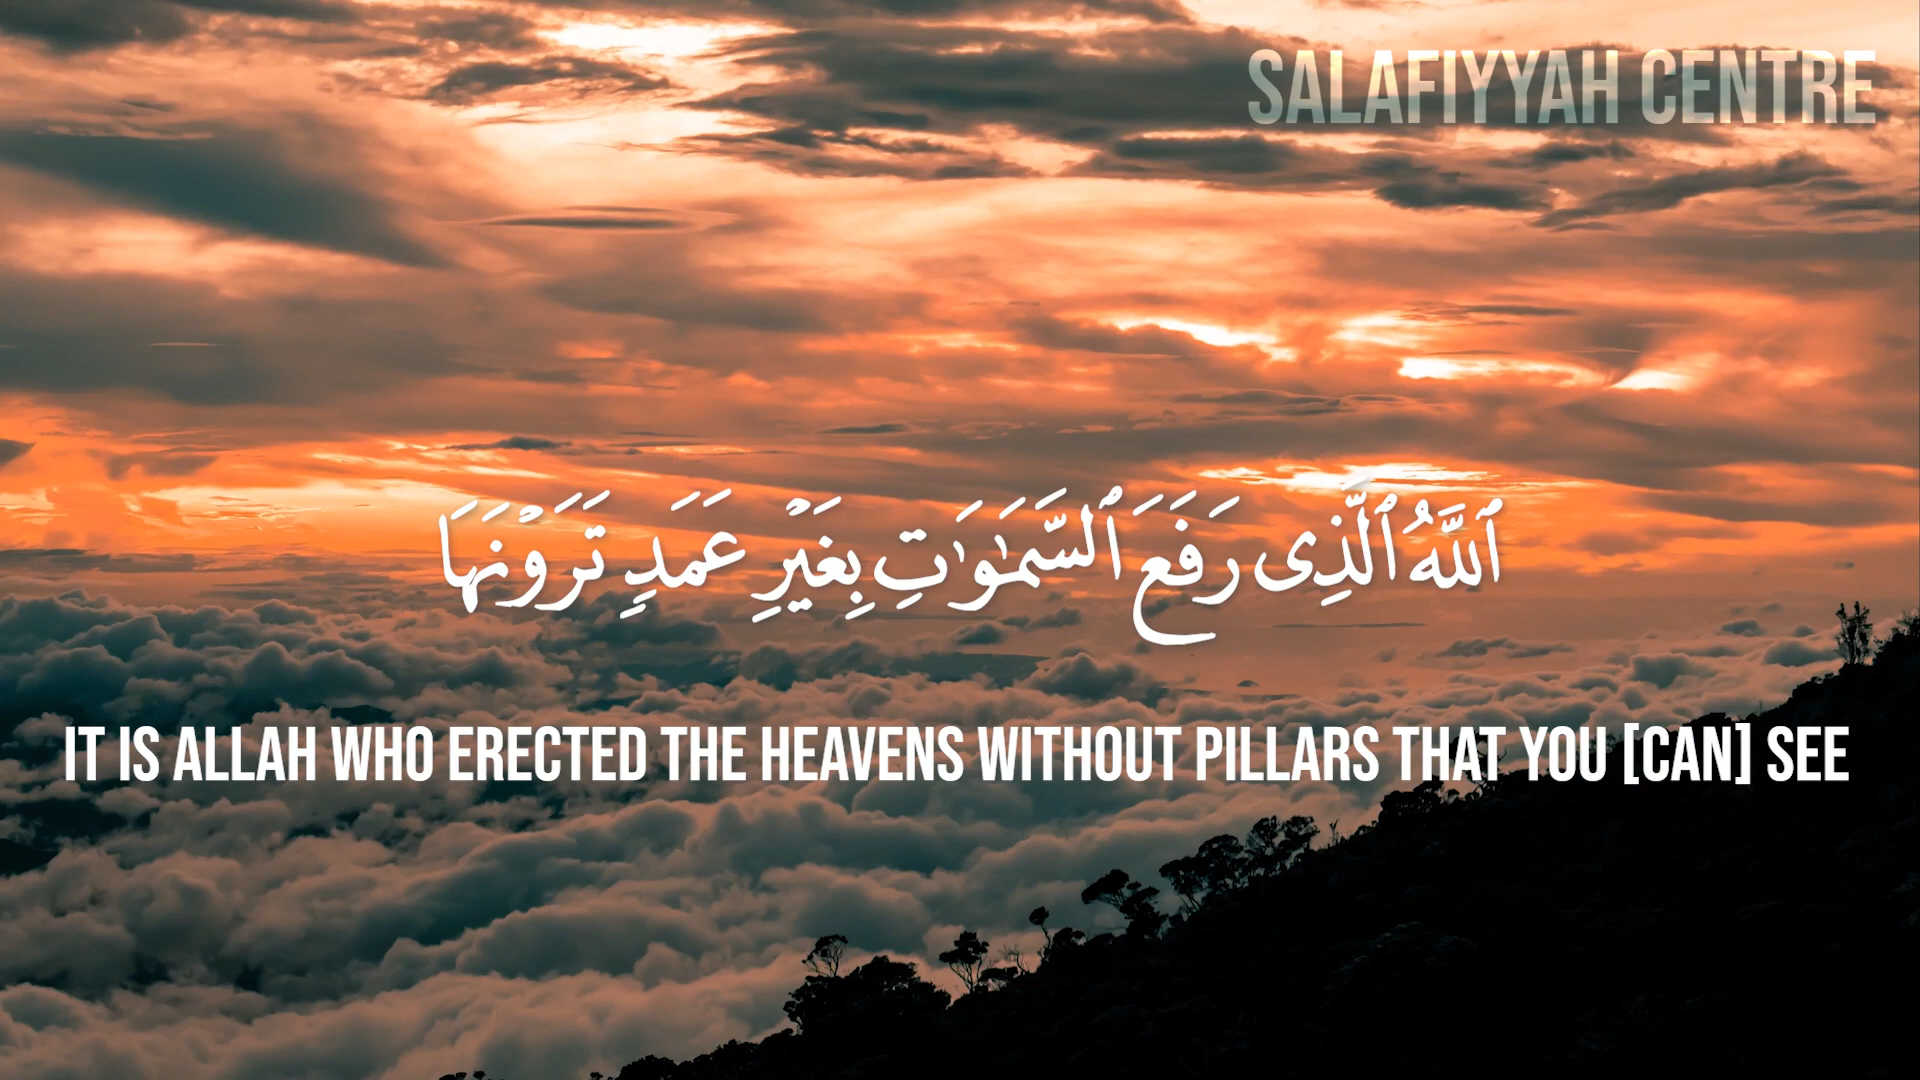 SALAFIYYAH CENTRE
ٱللَّهُ ٱلَّذِى رَفَعَ ٱلسَّمَـٰوَٰتِ بِغَيْرِ عَمَدٍ تَرَوْنَهَا
IT IS ALLAH WHO ERECTED THE HEAVENS WITHOUT PILLARS THAT YOU [CAN] SEE